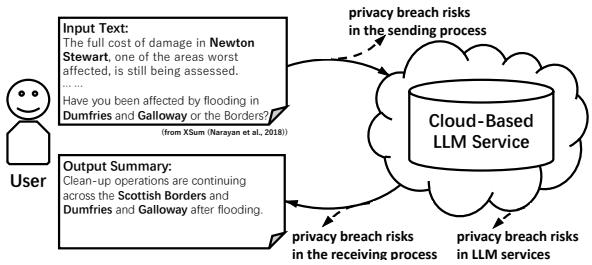 privacy breach risks
in the sending process
Input Text:
The full cost of damage in Newton
Stewart, one of the areas worst
affected, is still being assessed.
... ...
Have you been affected by flooding in
Dumfries and Galloway or the Borders?
(from XSum (Narayan et al., 2018))
Cloud-Based
LLM Service
User
Output Summary:
Clean-up operations are continuing
across the Scottish Borders and
Dumfries and Galloway after flooding.
privacy breach risks
in the receiving process
privacy breach risks
in LLM services